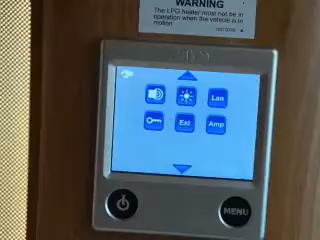 WARNING
The LPG heater must not be in
operation when the vehicle is in
motion
Lan
Ext
Amp
MENU